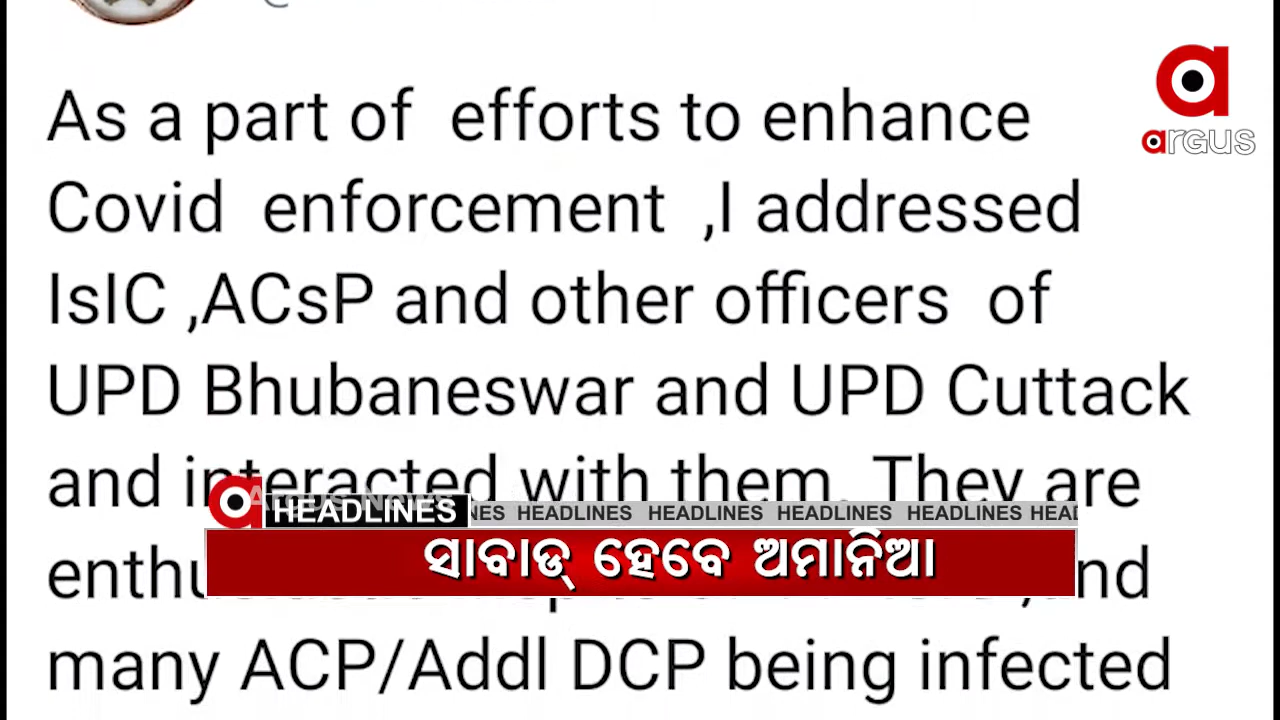 As a part of efforts to enhance
Covid enforcement ,I addressed
IsIC ,ACsP and other officers of
UPD Bhubaneswar and UPD Cuttack
and interacted with them. They are
many ACP/Addl DCP being infected
argus
HEADLINES
HEADLINES HEADLINES HEADLINES HEADLINES
ସାବାଡ୍ ହେବେ ଅମାନିଆ